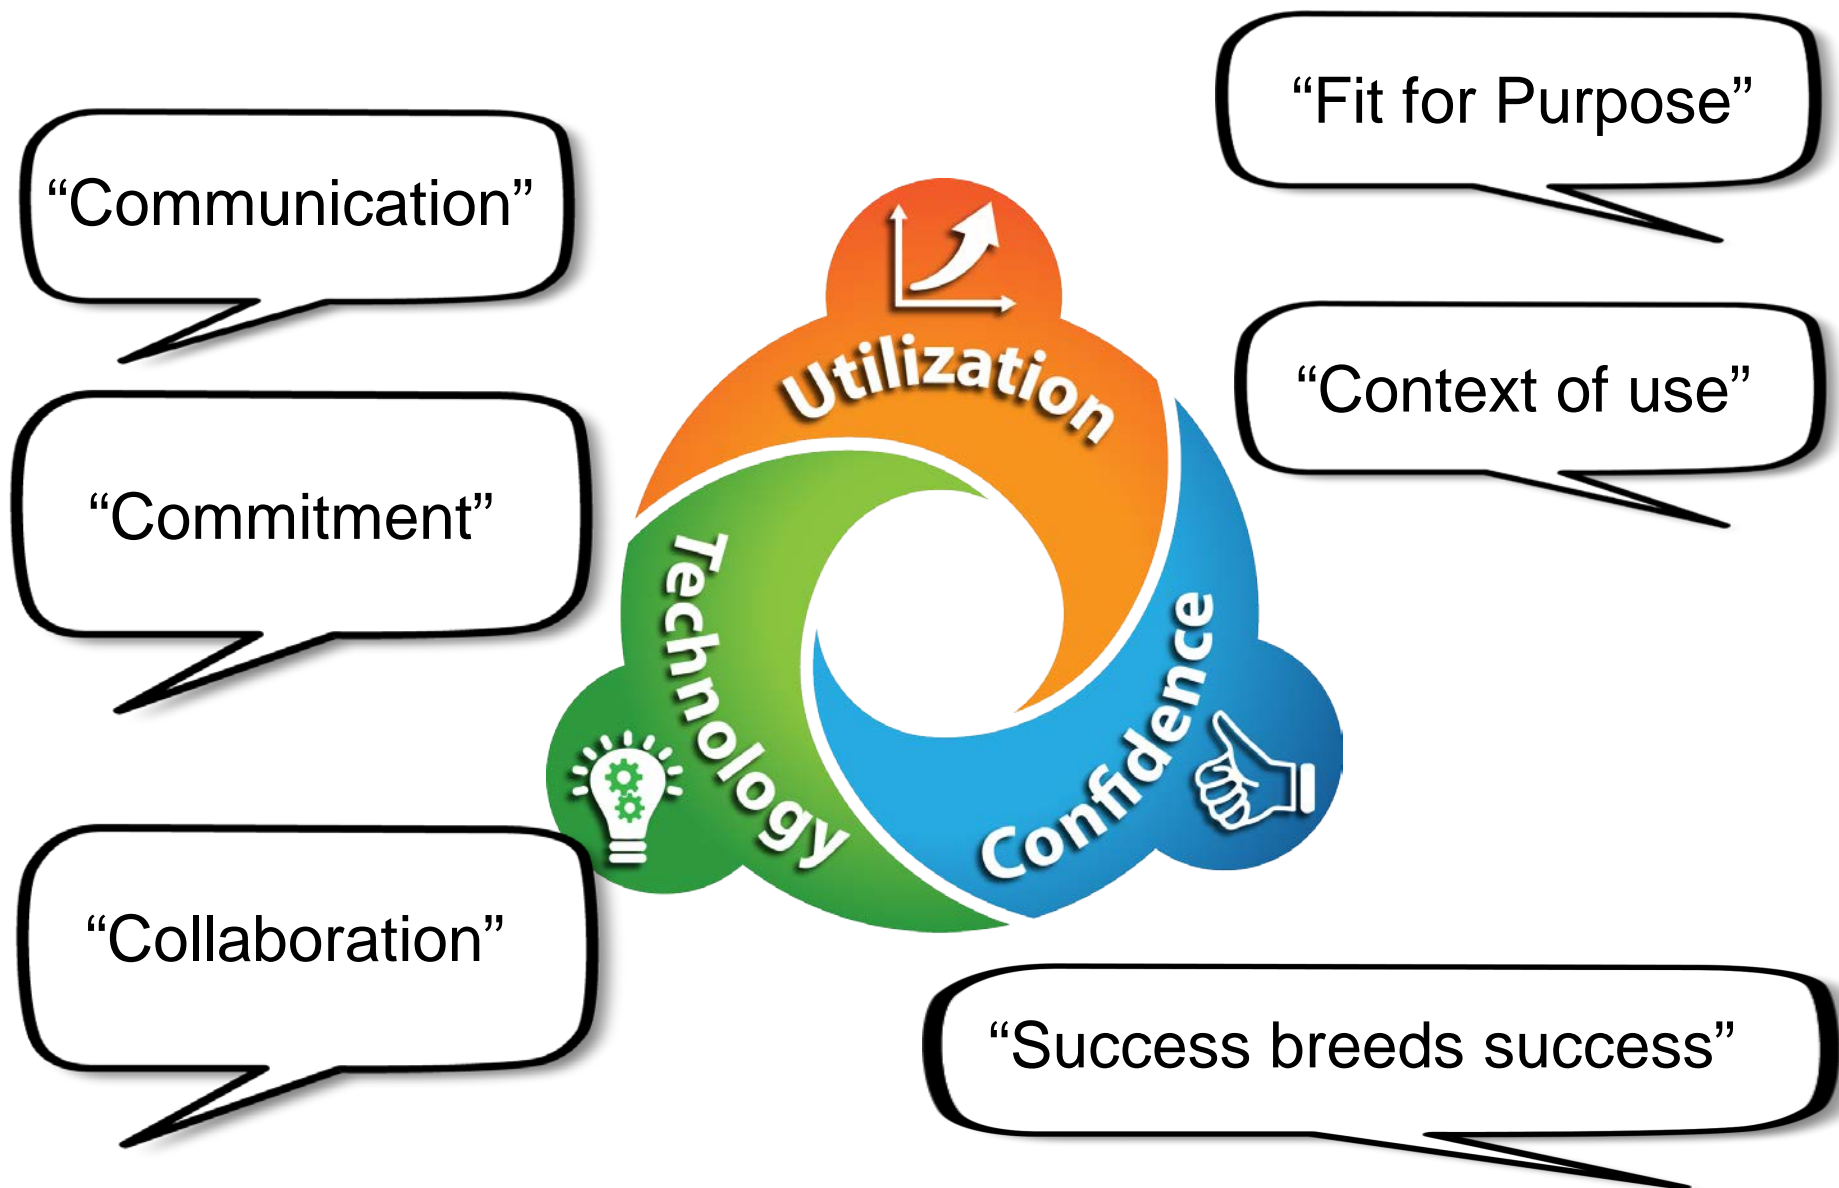 “Fit for Purpose”
“Communication”
Utilization
“Context of use”
“Commitment”
Technology
Confidence
“Collaboration”
“Success breeds success”